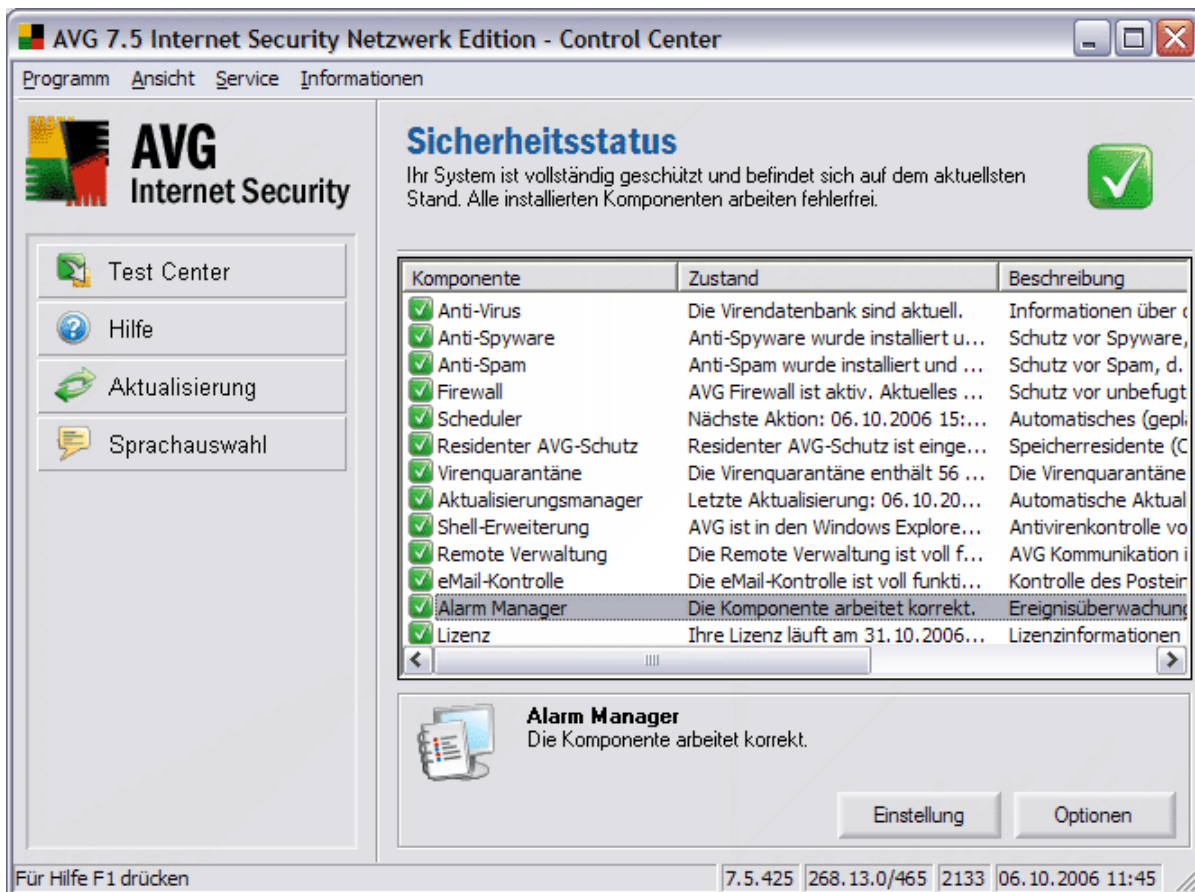 AVG 7.5 Internet Security Netzwerk Edition - Control Center
Programm Ansicht Service Informationen
AVG
Internet Security
Test Center
Hilfe
Aktualisierung
Sprachauswahl
Sicherheitsstatus
Ihr System ist vollständig geschützt und befindet sich auf dem aktuellsten
Stand. Alle installierten Komponenten arbeiten fehlerfrei.
Komponente Zustand Beschreibung
Anti-Virus Die Virendatenbank sind aktuell. Informationen über
Anti-Spyware Anti-Spyware wurde installiert u... Schutz vor Spyware,
Anti-Spam Anti-Spam wurde installiert und ... Schutz vor Spam, d.
Firewall AVG Firewall ist aktiv. Aktuelles ... Schutz vor unbefugt
Scheduler Nächste Aktion: 06.10.2006 15:... Automatisches (gepl
Residenter AVG-Schutz Residenter AVG-Schutz ist einge... Speicherresidente (
Virenquarantäne Die Virenquarantäne enthält 56 ... Die Virenquarantäne
Aktualisierungsmanager Letzte Aktualisierung: 06.10.20... Automatische Aktual
Shell-Erweiterung AVG ist in den Windows Explore... Antivirenkontrolle vo
Remote Verwaltung Die Remote Verwaltung ist voll f... AVG Kommunikation i
eMail-Kontrolle Die eMail-Kontrolle ist voll funkti... Kontrolle des Postein
Alarm Manager Die Komponente arbeitet korrekt. Ereignisüberwachung
Lizenz Ihre Lizenz läuft am 31.10.2006... Lizenzinformationen
Alarm Manager
Die Komponente arbeitet korrekt.
Einstellung Optionen
Für Hilfe F1 drücken 7.5.425 268.13.0/465 2133 06.10.2006 11:45